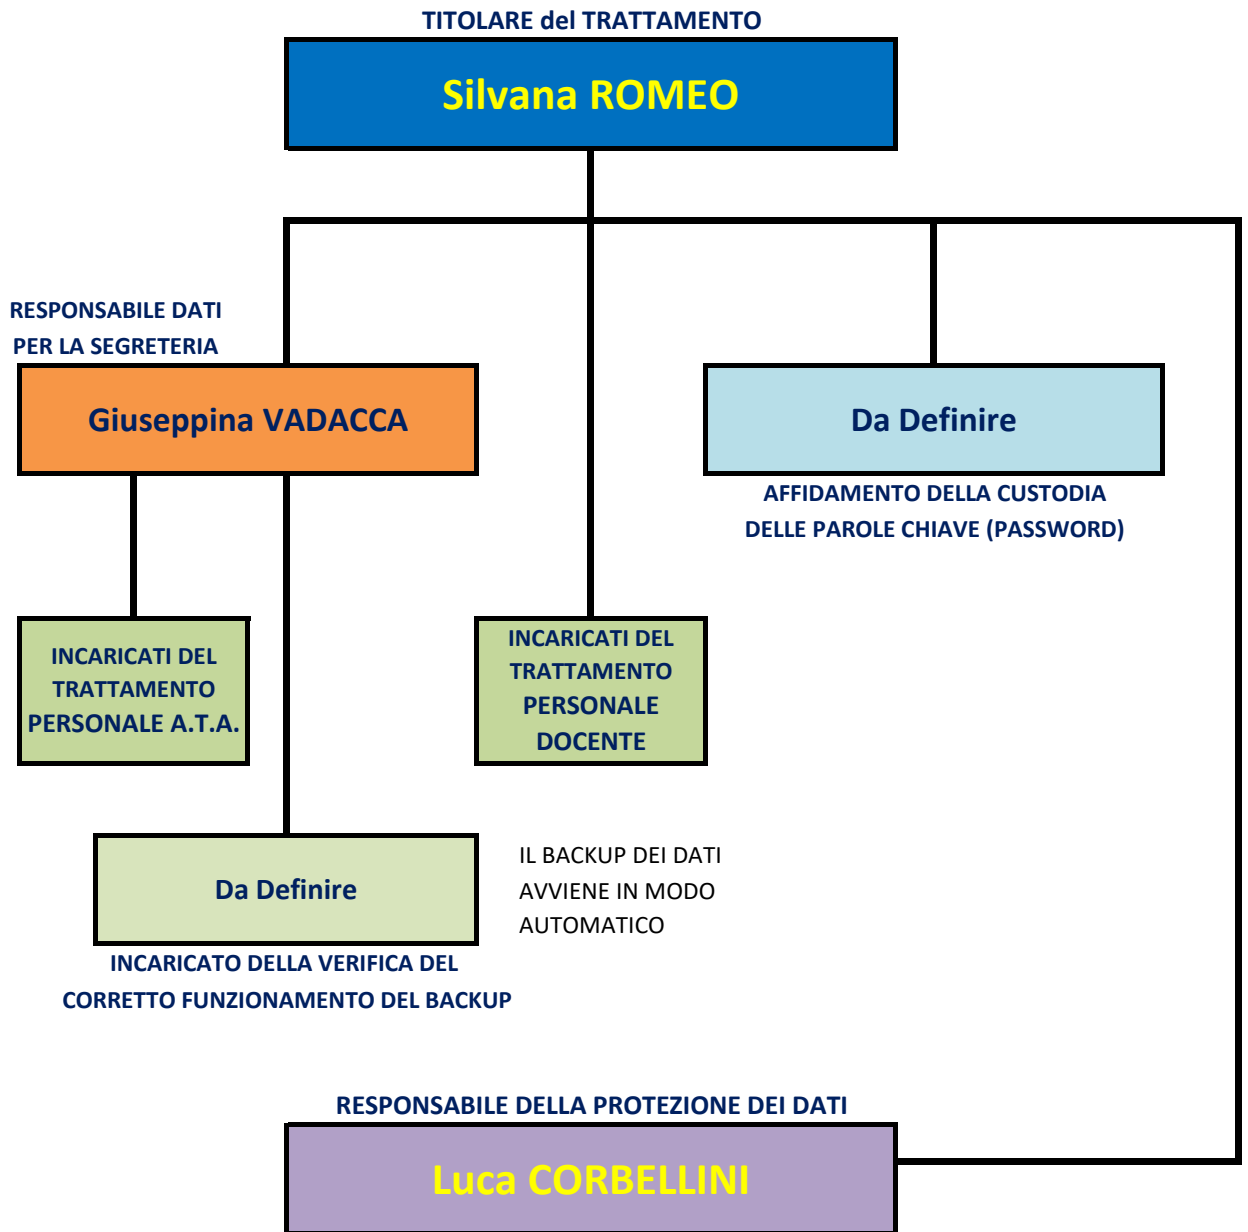 TITOLARE del TRATTAMENTO
Silvana ROMEO
RESPONSABILE DATI
PER LA SEGRETERIA
Giuseppina VADACCA
Da Definire
AFFIDAMENTO DELLA CUSTODIA
DELLE PAROLE CHIAVE (PASSWORD)
INCARICATI DEL
TRATTAMENTO
PERSONALE A.T.A.
INCARICATI DEL
TRATTAMENTO
PERSONALE
DOCENTE
Da Definire
IL BACKUP DEI DATI
AVVIENE IN MODO
AUTOMATICO
INCARICATO DELLA VERIFICA DEL
CORRETTO FUNZIONAMENTO DEL BACKUP
RESPONSABILE DELLA PROTEZIONE DEI DATI
Luca CORBELLINI